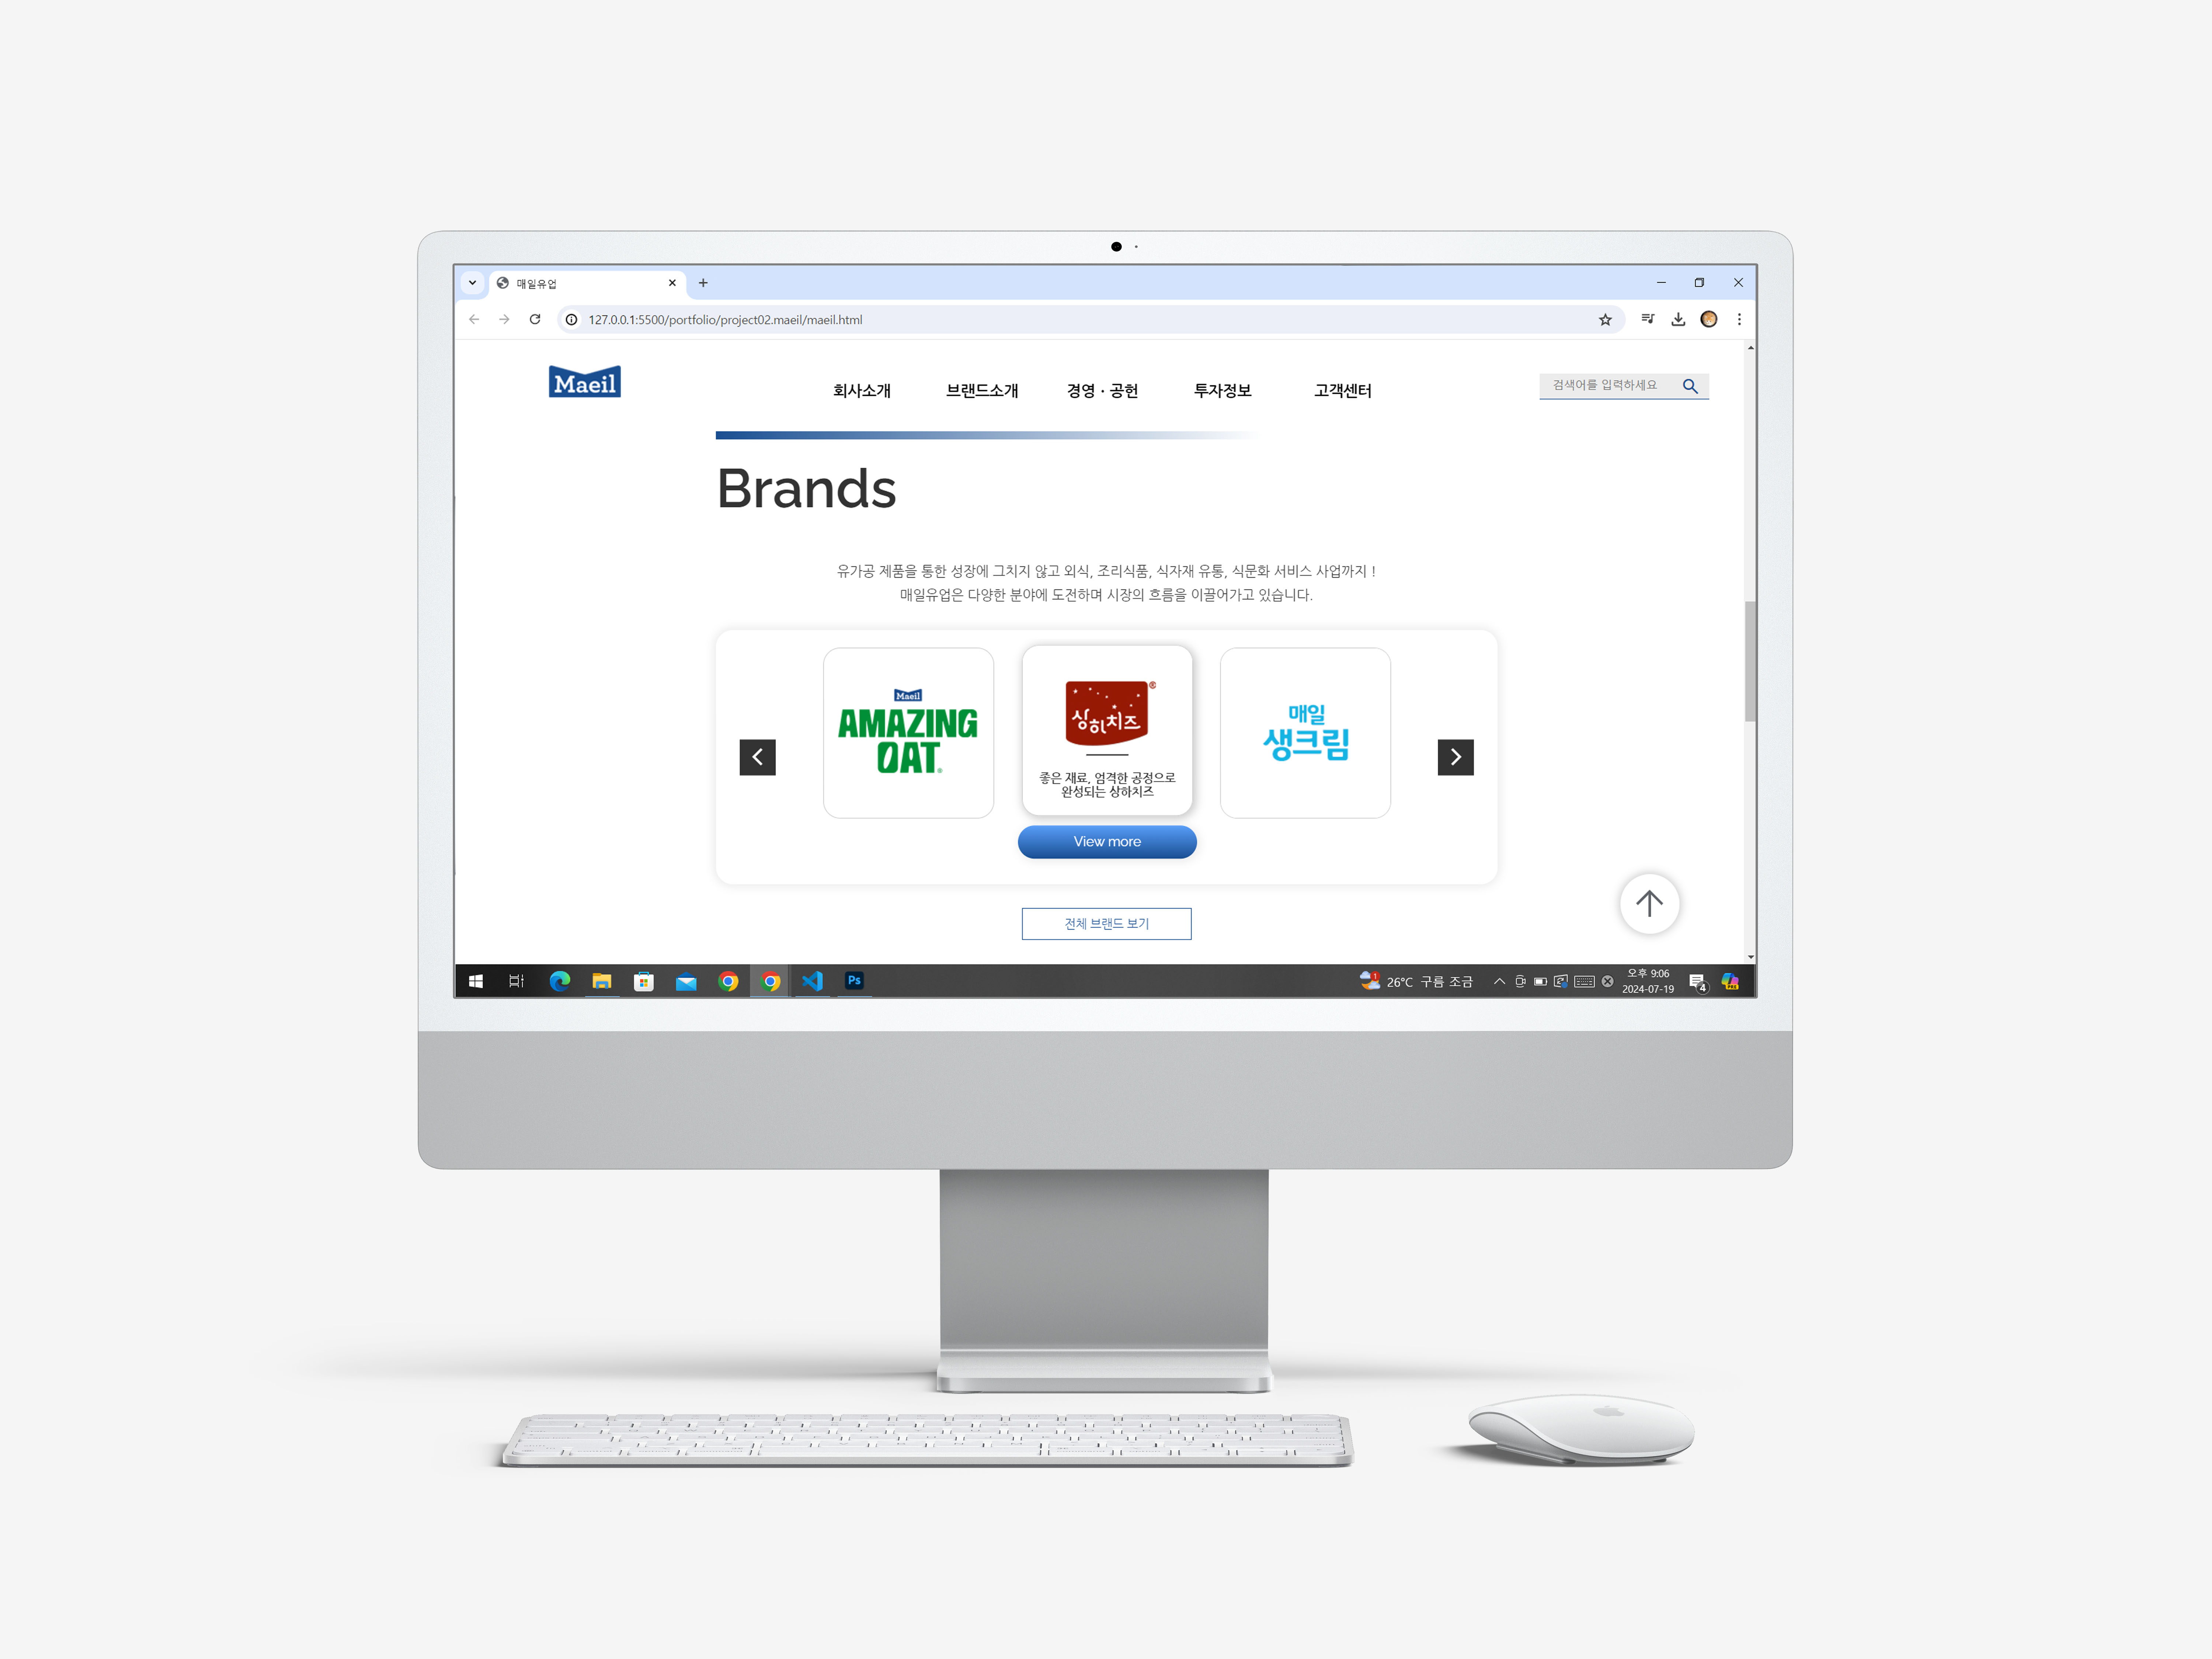 매일유업
127.0.0.1:5500/portfolio/project02.maeil/maeil.html
Maeil
회사소개
브랜드소개
경영 · 공헌
투자정보
고객센터
검색어를 입력하세요
Brands
유가공 제품을 통한 성장에 그치지 않고 외식, 조리식품, 식자재 유통, 식문화 서비스 사업까지 !
매일유업은 다양한 분야에 도전하며 시장의 흐름을 이끌어가고 있습니다.
Maeil
AMAZING
OAT
상하치즈
좋은 재료, 엄격한 공정으로
완성되는 상하치즈
매일
생크림
View more
전체 브랜드 보기
Ps
1
26°C 구름 조금
오후 9:06
2024-07-19
4
PRE